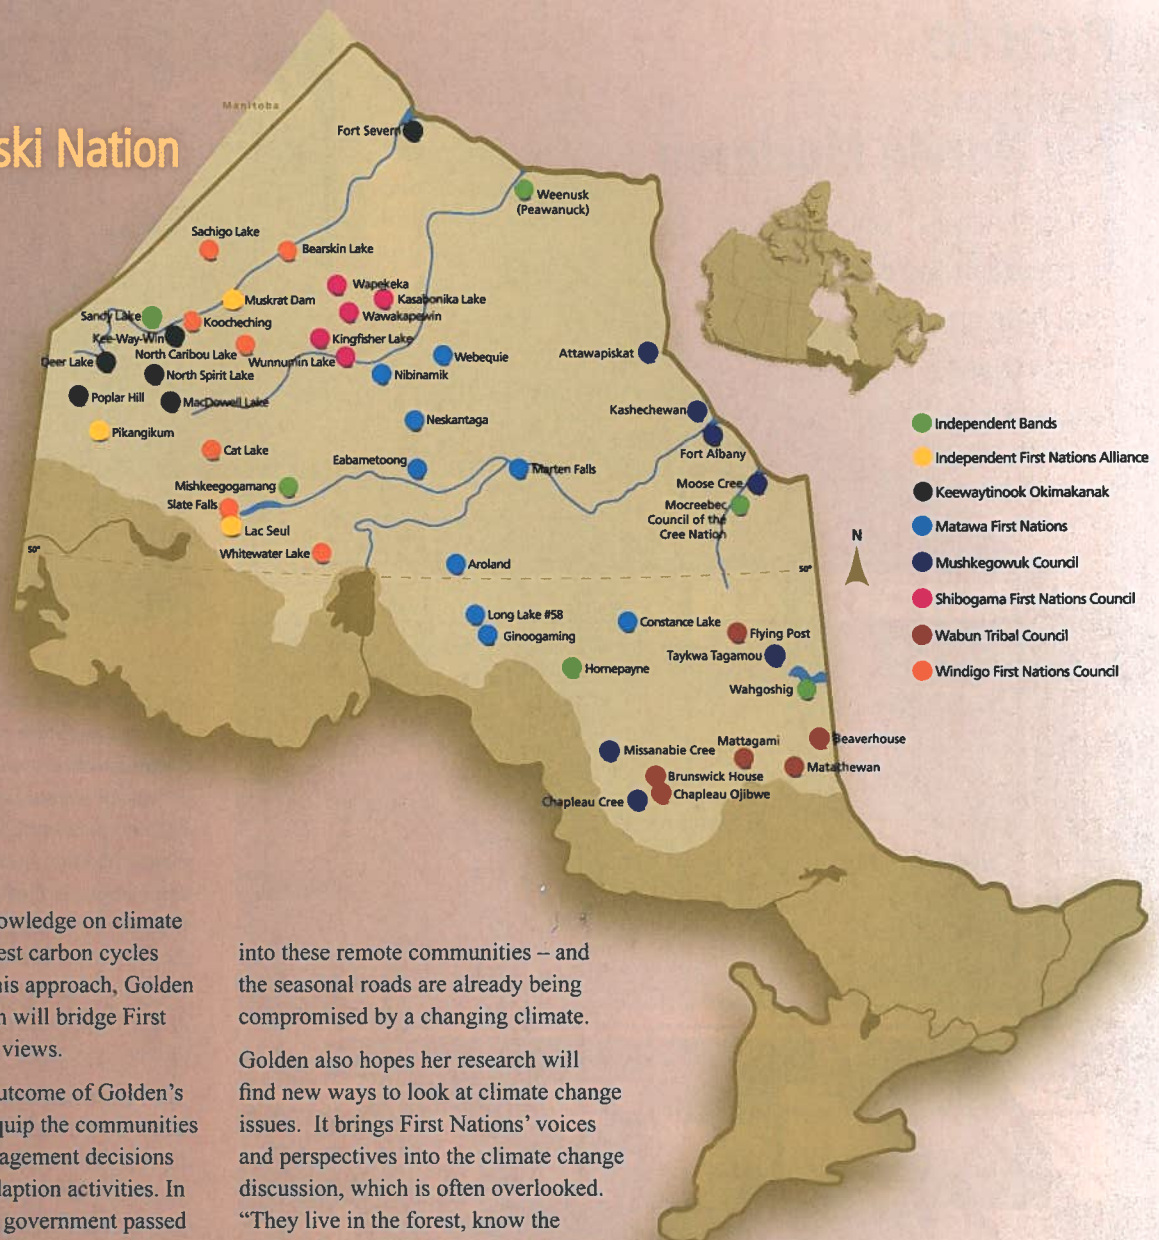 ski Nation
Manitoba
Fort Severn
Weenusk
(Peawanuck)
Sachigo Lake
Bearskin Lake
Wapekeka
Muskrat Dam
Kasabonika Lake
Sandy Lake
Koocheching
Wawakapewin
Kee-Way-Win
Kingfisher Lake
North Caribou Lake
Wunnumin Lake
Deer Lake
Webequie
Attawapiskat
North Spirit Lake
Nibinamik
Poplar Hill
MacDowell Lake
Kashechewan
Pikangikum
Neskantaga
Cat Lake
Fort Albany
Eabametoong
Marten Falls
Mishkeegogamang
Moose Cree
Slate Falls
Mocreebec
Council of the
Cree Nation
Lac Seul
Whitewater Lake
50°
50°
Aroland
Long Lake #58
Ginoogaming
Constance Lake
Flying Post
Taykwa Tagamou
Hornepayne
Wahgoshig
Missanabie Cree
Mattagami
Beaverhouse
Matachewan
Brunswick House
Chapleau Ojibwe
Chapleau Cree
N
Independent Bands
Independent First Nations Alliance
Keewaytinook Okimakanak
Matawa First Nations
Mushkegowuk Council
Shibogama First Nations Council
Wabun Tribal Council
Windigo First Nations Council
owledge on climate
est carbon cycles
his approach, Golden
n will bridge First
views.
utcome of Golden's
quip the communities
agement decisions
laption activities. In
government passed
into these remote communities – and
the seasonal roads are already being
compromised by a changing climate.
Golden also hopes her research will
find new ways to look at climate change
issues. It brings First Nations' voices
and perspectives into the climate change
discussion, which is often overlooked.
“They live in the forest, know the